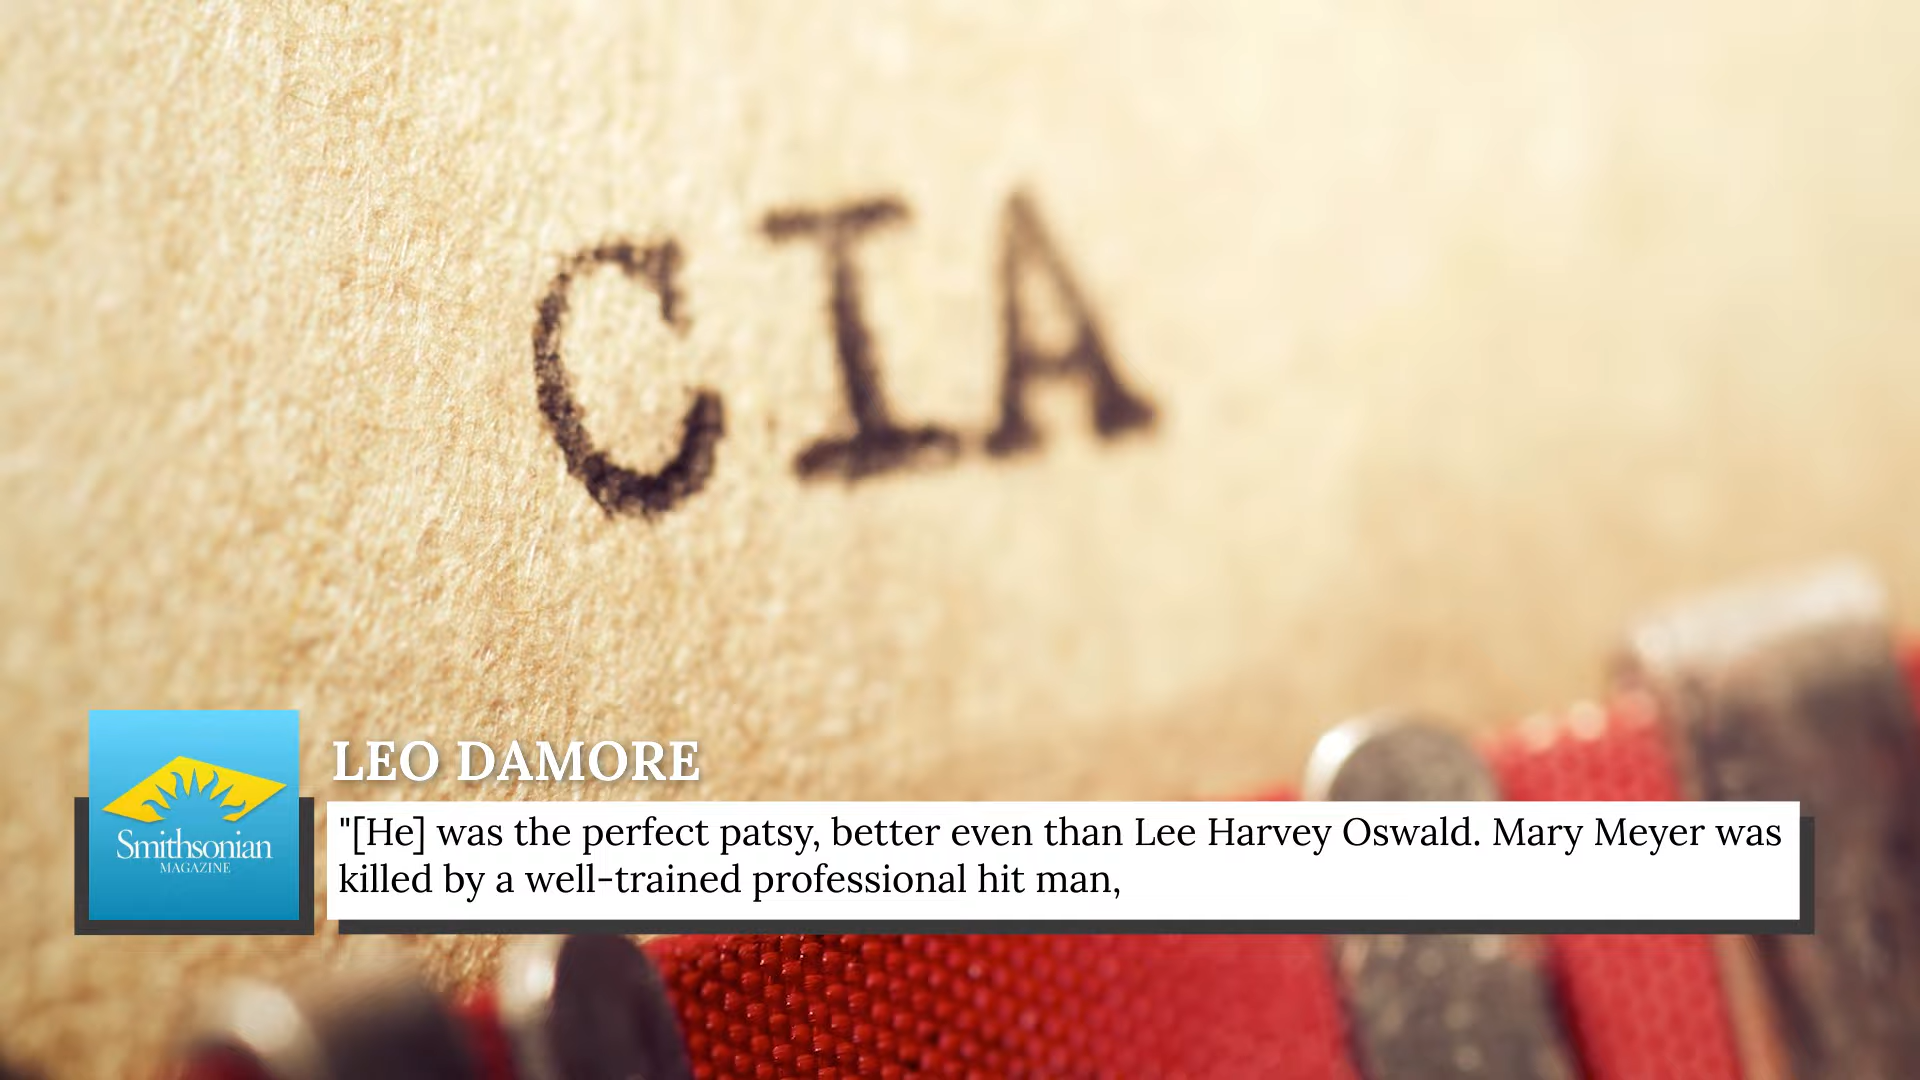 CIA
Smithsonian
MAGAZINE
LEO DAMORE
"[He] was the perfect patsy, better even than Lee Harvey Oswald. Mary Meyer was
killed by a well-trained professional hit man,